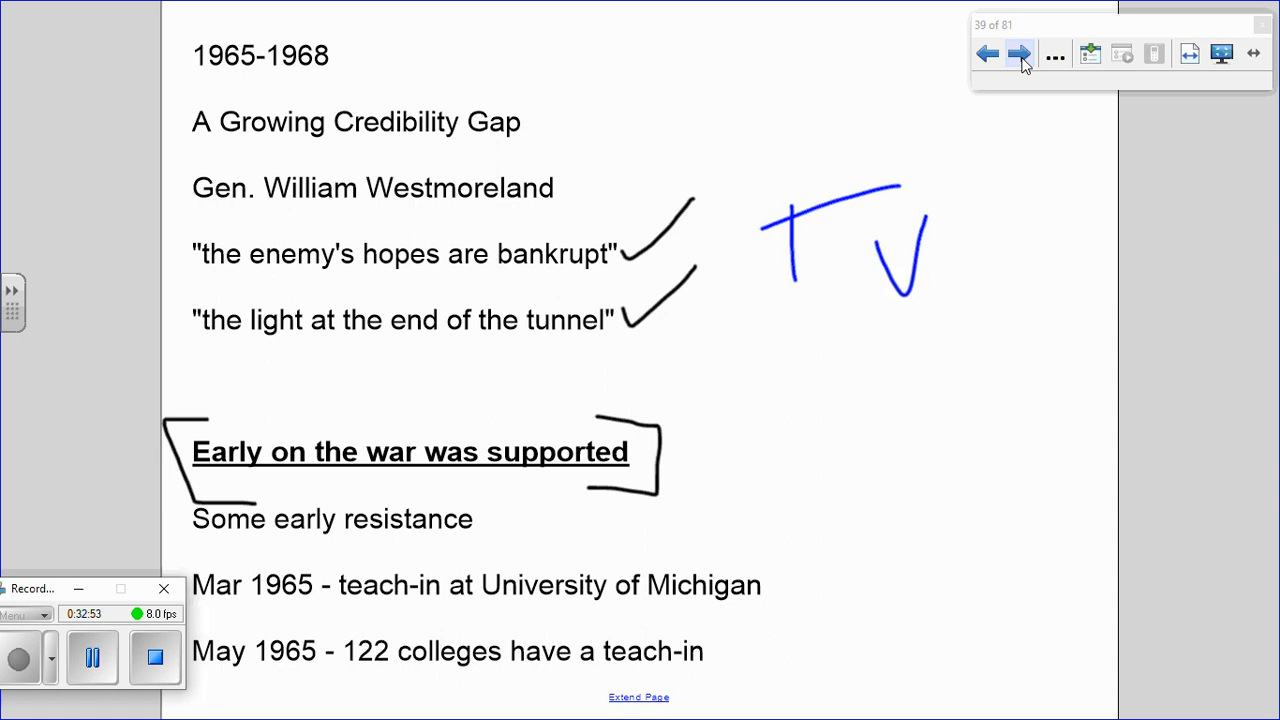 39 of 81
1965-1968
A Growing Credibility Gap
Gen. William Westmoreland
"the enemy's hopes are bankrupt"
TV
"the light at the end of the tunnel"
Early on the war was supported
Some early resistance
Mar 1965 - teach-in at University of Michigan
May 1965 - 122 colleges have a teach-in
Extend Page
Record...
Menu
0:32:53
8.0 fps